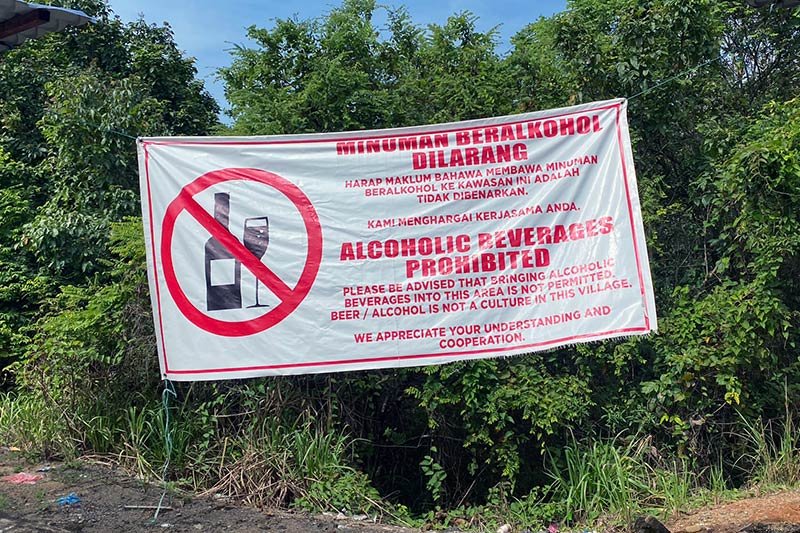 MINUMAN BERALKOHOL
DILARANG
HARAP MAKLUM BAHAWA MEMBAWA MINUMAN
BERALKOHOL KE KAWASAN INI ADALAH
TIDAK DIBENARKAN.
KAMI MENGHARGAI KERJASAMA ANDA.
ALCOHOLIC BEVERAGES
PROHIBITED
PLEASE BE ADVISED THAT BRINGING ALCOHOLIC
BEVERAGES INTO THIS AREA IS NOT PERMITTED.
BEER / ALCOHOL IS NOT A CULTURE IN THIS VILLAGE.
WE APPRECIATE YOUR UNDERSTANDING AND
COOPERATION.